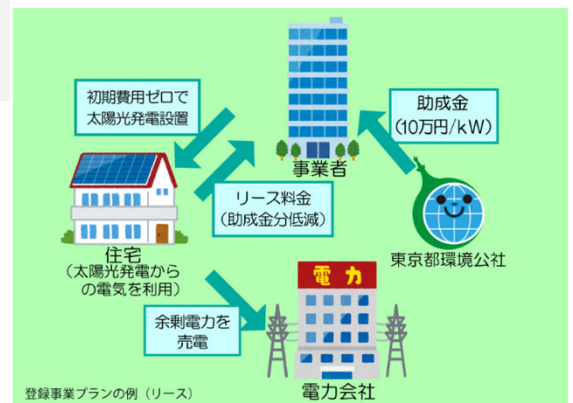 初期費用ゼロで
太陽光発電設置
助成金
(10万円/kW)
事業者
リース料金
(助成金分低減)
住宅
(太陽光発電から
の電気を利用)
東京都環境公社
電力
余剰電力を
売電
電力会社
登録事業プランの例(リース)